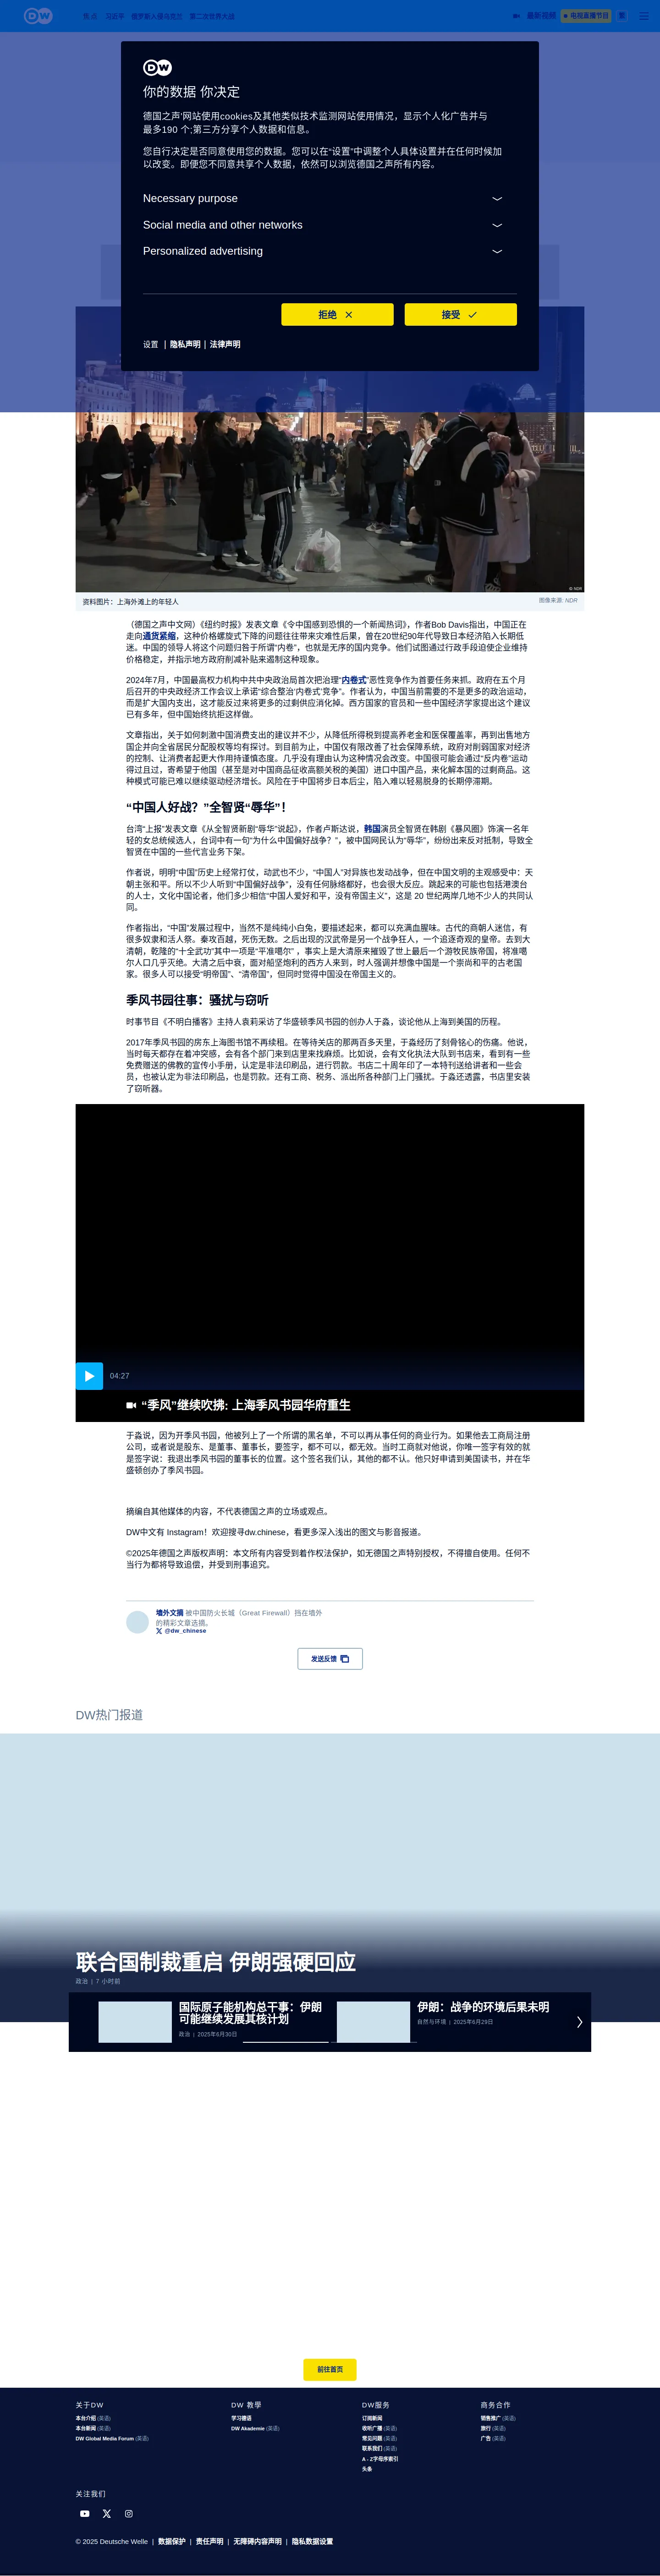 DW
焦点 习近平 俄罗斯入侵乌克兰 第二次世界大战
最新视频
电视直播节目
繁
DW
你的数据 你决定
德国之声'网站使用cookies及其他类似技术监测网站使用情况，显示个人化广告并与
最多190 个;第三方分享个人数据和信息。
您自行决定是否同意使用您的数据。您可以在“设置”中调整个人具体设置并在任何时候加
以改变。即便您不同意共享个人数据，依然可以浏览德国之声所有内容。
Necessary purpose
Social media and other networks
Personalized advertising
拒绝
接受
设置 | 隐私声明 | 法律声明
© NDR
资料图片：上海外滩上的年轻人
图像来源: NDR
（德国之声中文网）《纽约时报》发表文章《令中国感到恐惧的一个新闻热词》，作者Bob Davis指出，中国正在
走向通货紧缩，这种价格螺旋式下降的问题往往带来灾难性后果，曾在20世纪90年代导致日本经济陷入长期低
迷。中国的领导人将这个问题归咎于所谓“内卷”，也就是无序的国内竞争。他们试图通过行政手段迫使企业维持
价格稳定，并指示地方政府削减补贴来遏制这种现象。
2024年7月，中国最高权力机构中共中央政治局首次把治理“内卷式”恶性竞争作为首要任务来抓。政府在五个月
后召开的中央政府经济工作会议上承诺“综合整治‘内卷式’竞争”。作者认为，中国当前需要的不是更多的政治运动，
而是扩大国内支出，这才能反过来将更多的过剩供应消化掉。西方国家的官员和一些中国经济学家提出这个建议
已有多年，但中国始终抗拒这样做。
文章指出，关于如何刺激中国消费支出的建议并不少，从降低所得税到提高养老金和医保覆盖率，再到出售地方
国企并向全省居民分配股权等均有探讨。到目前为止，中国仅有限改善了社会保障系统，政府对削弱国家对经济
的控制、让消费者起更大作用持谨慎态度。几乎没有理由认为这种情况会改变。中国很可能会通过“反内卷”运动
得过且过，寄希望于他国（甚至是对中国商品征收高额关税的美国）进口中国产品，来化解本国的过剩商品。这
种模式可能已难以继续驱动经济增长。风险在于中国将步日本后尘，陷入难以轻易脱身的长期停滞期。
“中国人好战？”全智贤“辱华”！
台湾“上报”发表文章《从全智贤新剧“辱华”说起》，作者卢斯达说，韩国演员全智贤在韩剧《暴风圈》饰演一名年
轻的女总统候选人，台词中有一句“为什么中国偏好战争？”，被中国网民认为“辱华”，纷纷出来反对抵制，导致全
智贤在中国的一些代言业务下架。
作者说，明明“中国”历史上经常打仗，动武也不少，“中国人”对异族也发动战争，但在中国文明的主观感受中：天
朝主张和平。所以不少人听到“中国偏好战争”，没有任何脉络都好，也会很大反应。跳起来的可能也包括港澳台
的人士，文化中国论者，他们多少相信“中国人爱好和平，没有帝国主义”，这是 20 世纪两岸几地不少人的共同认
同。
作者指出，“中国”发展过程中，当然不是纯纯小白兔，要描述起来，都可以充满血腥味。古代的商朝人迷信，有
很多奴隶和活人祭。秦攻百越，死伤无数。之后出现的汉武帝是另一个战争狂人，一个追逐奇观的皇帝。去到大
清朝，乾隆的“十全武功”其中一项是“平准噶尔” ，事实上是大清原来摧毁了世上最后一个游牧民族帝国，将准噶
尔人口几乎灭绝。大清之后中衰，面对船坚炮利的西方人来到，时人强调并想像中国是一个崇尚和平的古老国
家。很多人可以接受“明帝国”、“清帝国”，但同时觉得中国没在帝国主义的。
季风书园往事：骚扰与窃听
时事节目《不明白播客》主持人袁莉采访了华盛顿季风书园的创办人于淼，谈论他从上海到美国的历程。
2017年季风书园的房东上海图书馆不再续租。在等待关店的那两百多天里，于淼经历了刻骨铭心的伤痛。他说，
当时每天都存在着冲突感，会有各个部门来到店里来找麻烦。比如说，会有文化执法大队到书店来，看到有一些
免费赠送的佛教的宣传小手册，认定是非法印刷品，进行罚款。书店二十周年印了一本特刊送给讲者和一些会
员，也被认定为非法印刷品，也是罚款。还有工商、税务、派出所各种部门上门骚扰。于淼还透露，书店里安装
了窃听器。
04:27
“季风”继续吹拂: 上海季风书园华府重生
于淼说，因为开季风书园，他被列上了一个所谓的黑名单，不可以再从事任何的商业行为。如果他去工商局注册
公司，或者说是股东、是董事、董事长，要签字，都不可以，都无效。当时工商就对他说，你唯一签字有效的就
是签字说：我退出季风书园的董事长的位置。这个签名我们认，其他的都不认。他只好申请到美国读书，并在华
盛顿创办了季风书园。
摘编自其他媒体的内容，不代表德国之声的立场或观点。
DW中文有 Instagram！欢迎搜寻dw.chinese，看更多深入浅出的图文与影音报道。
©2025年德国之声版权声明：本文所有内容受到着作权法保护，如无德国之声特别授权，不得擅自使用。任何不
当行为都将导致追偿，并受到刑事追究。
墙外文摘 被中国防火长城（Great Firewall）挡在墙外
的精彩文章选摘。
@dw_chinese
发送反馈
DW热门报道
联合国制裁重启 伊朗强硬回应
政治 | 7 小时前
国际原子能机构总干事：伊朗
可能继续发展其核计划
政治 | 2025年6月30日
伊朗：战争的环境后果未明
自然与环境 | 2025年6月29日
前往首页
关于DW
本台介绍 (英语)
本台新闻 (英语)
DW Global Media Forum (英语)
DW 教學
学习德语
DW Akademie (英语)
DW服务
订阅新闻
收听广播 (英语)
常见问题 (英语)
联系我们 (英语)
A - Z字母序索引
头条
商务合作
销售推广 (英语)
旅行 (英语)
广告 (英语)
关注我们
© 2025 Deutsche Welle | 数据保护 | 责任声明 | 无障碍内容声明 | 隐私数据设置